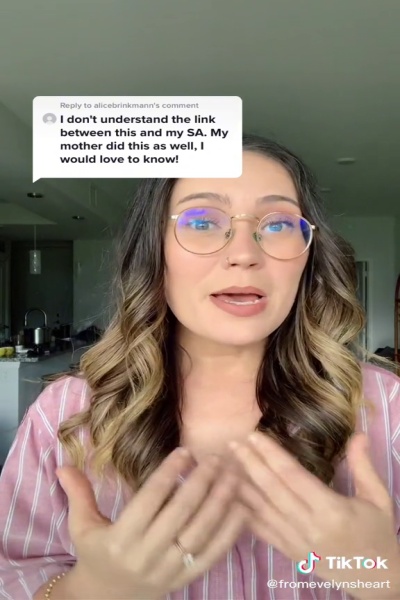 Reply to alicebrinkmann's comment
I don't understand the link
between this and my SA. My
mother did this as well, I
would love to know!
TikTok
@fromevelynsheart